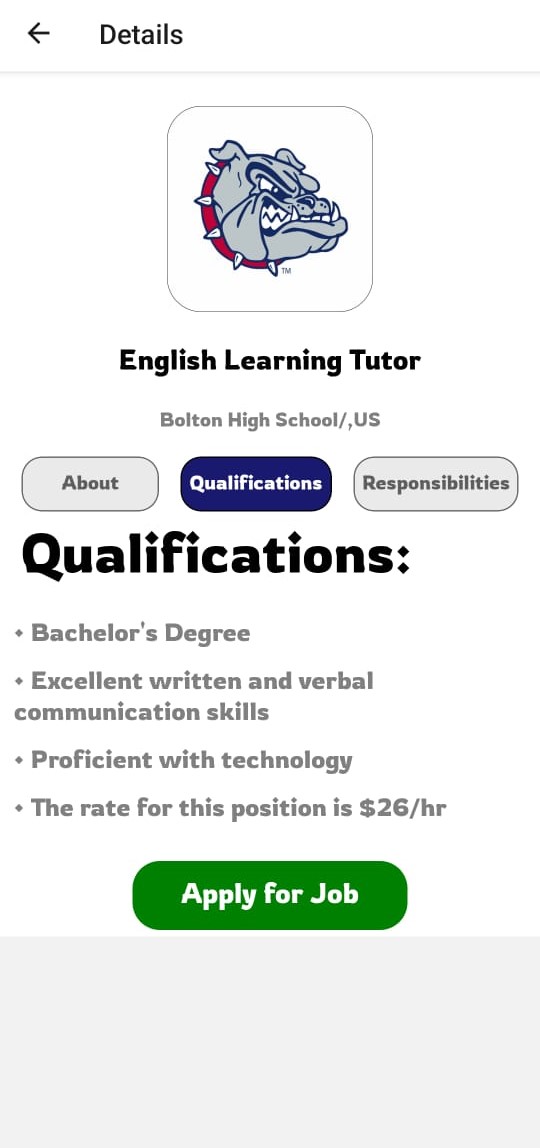 Details
TM
English Learning Tutor
Bolton High School/,US
About
Qualifications
Responsibilities
Qualifications:
• Bachelor's Degree
• Excellent written and verbal
communication skills
• Proficient with technology
• The rate for this position is $26/hr
Apply for Job